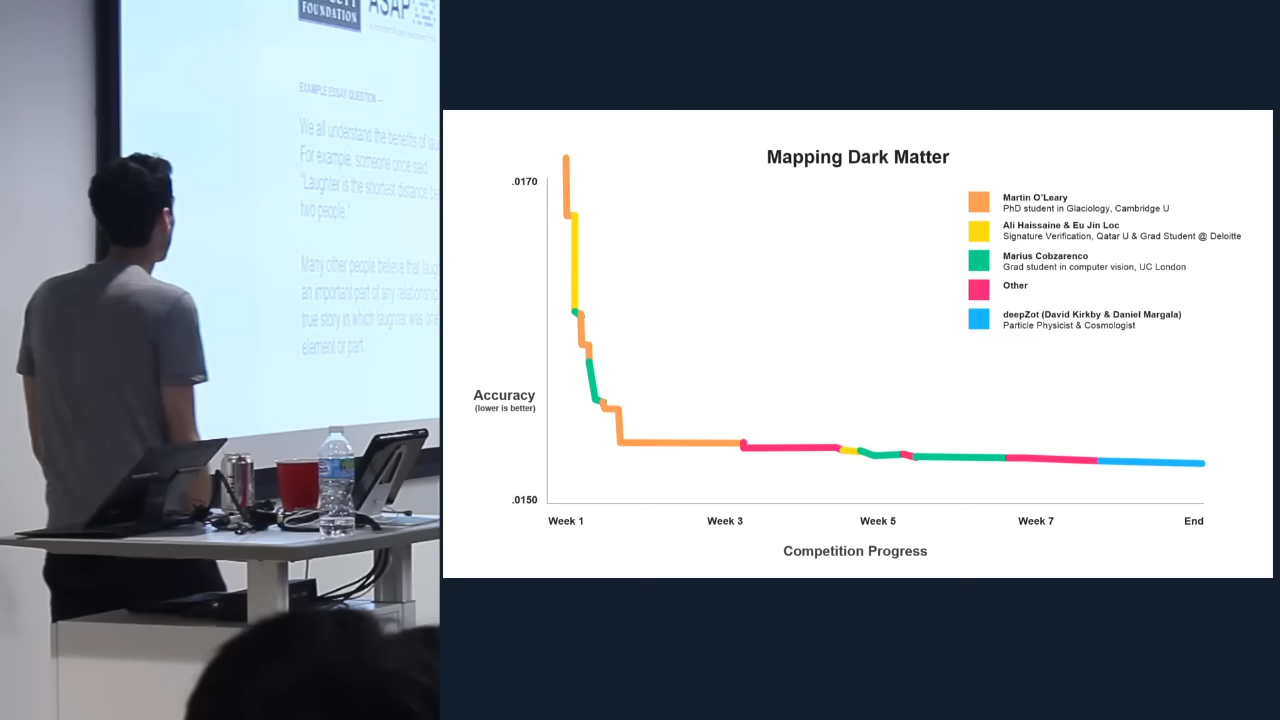 FOUNDATION
ASAP
EXAMPLE ESSAY QUESTION —
We all understand the benefits of
For example, someone once said,
"Laughter is the shortest distance
two people."
Many other people believe that
an important part of any relationship
true story in which laughter was one
element or part
Mapping Dark Matter
.0170
Martin O'Leary
PhD student in Glaciology, Cambridge U
Ali Haissaine & Eu Jin Loc
Signature Verification, Qatar U & Grad Student @ Deloitte
Marius Cobzarenco
Grad student in computer vision, UC London
Other
deepZot (David Kirkby & Daniel Margala)
Particle Physicist & Cosmologist
Accuracy
(lower is better)
.0150
Week 1 Week 3 Week 5 Week 7 End
Competition Progress